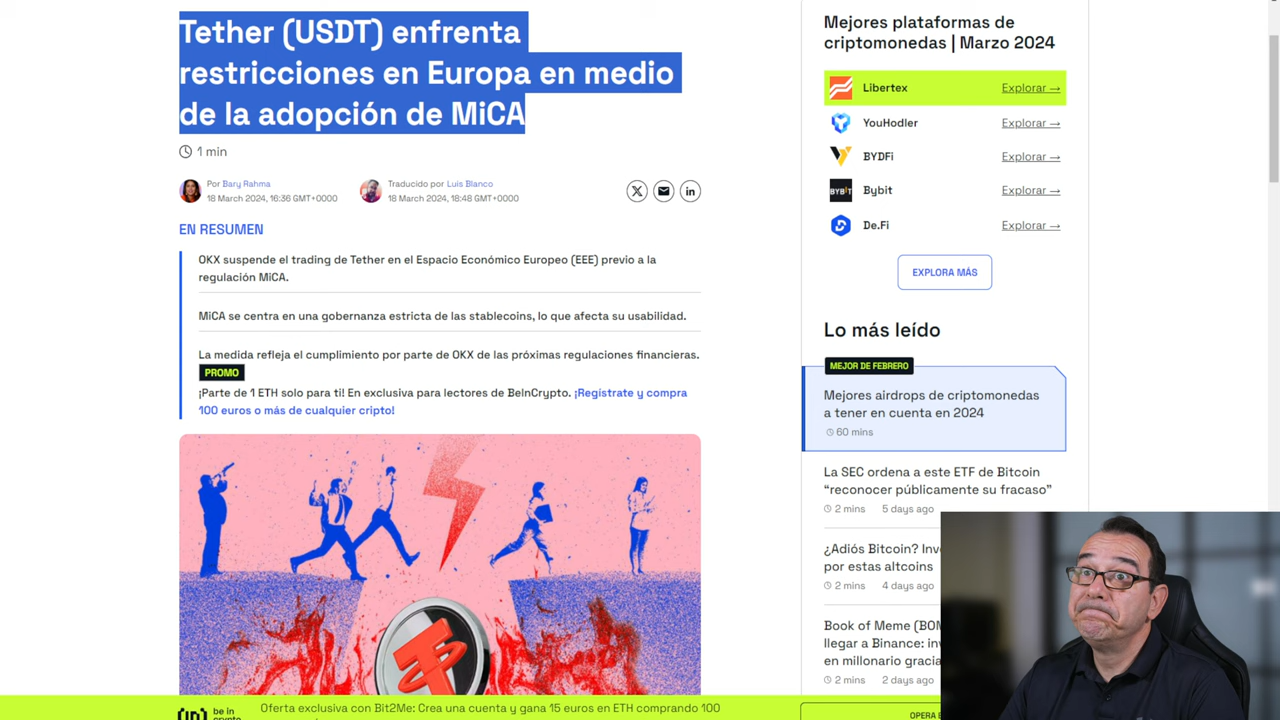 Tether (USDT) enfrenta
restricciones en Europa en medio
de la adopción de MiCA
1 min
Por Bary Rahma
18 March 2024, 16:36 GMT+0000
Traducido por Luis Blanco
18 March 2024, 18:48 GMT+0000
EN RESUMEN
OKX suspende el trading de Tether en el Espacio Económico Europeo (EEE) previo a la
regulación MiCA.
MiCA se centra en una gobernanza estricta de las stablecoins, lo que afecta su usabilidad.
La medida refleja el cumplimiento por parte de OKX de las próximas regulaciones financieras.
PROMO
¡Parte de 1 ETH solo para ti! En exclusiva para lectores de BeInCrypto. ¡Regístrate y compra
100 euros o más de cualquier cripto!
Mejores plataformas de
criptomonedas | Marzo 2024
Libertex Explorar →
YouHodler Explorar →
BYDFi Explorar →
BYBIT Bybit Explorar →
De.Fi Explorar →
EXPLORA MÁS
Lo más leído
MEJOR DE FEBRERO
Mejores airdrops de criptomonedas
a tener en cuenta en 2024
60 mins
La SEC ordena a este ETF de Bitcoin
“reconocer públicamente su fracaso”
2 mins 5 days ago
¿Adiós Bitcoin?
por estas altcoins
2 mins 4 days ago
Book of Meme
llegar a Binance:
en millonario
2 mins 2 days ago
be in
Oferta exclusiva con Bit2Me: Crea una cuenta y gana 15 euros en ETH comprando 100
OPERA